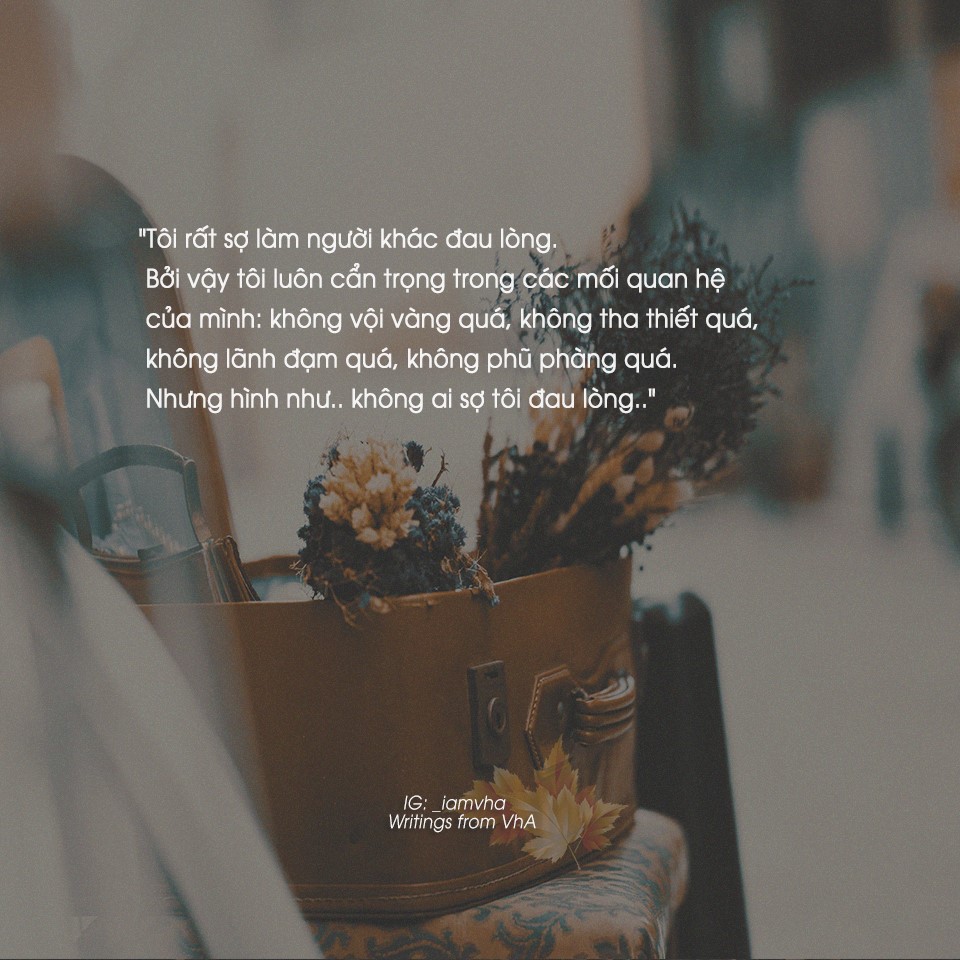 "Tôi rất sợ làm người khác đau lòng.
Bởi vậy tôi luôn cẩn trọng trong các mối quan hệ
của mình: không vội vàng quá, không tha thiết quá,
không lãnh đạm quá, không phũ phàng quá.
Nhưng hình như.. không ai sợ tôi đau lòng.."
IG: _iamvha
Writings from VhA